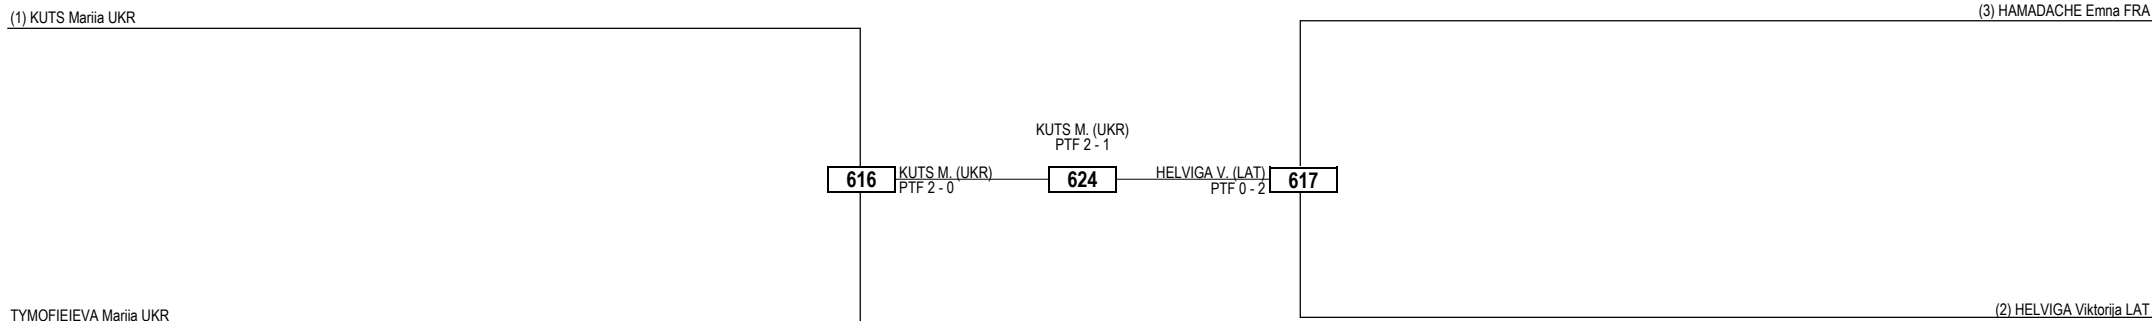 (1) KUTS Mariia UKR
(3) HAMADACHE Emna FRA
KUTS M. (UKR)
PTF 2 - 1
616
KUTS M. (UKR)
PTF 2 - 0
624
HELVIGA V. (LAT)
PTF 0 - 2
617
TYMOFIEIEVA Mariia UKR
(2) HELVIGA Viktorija LAT